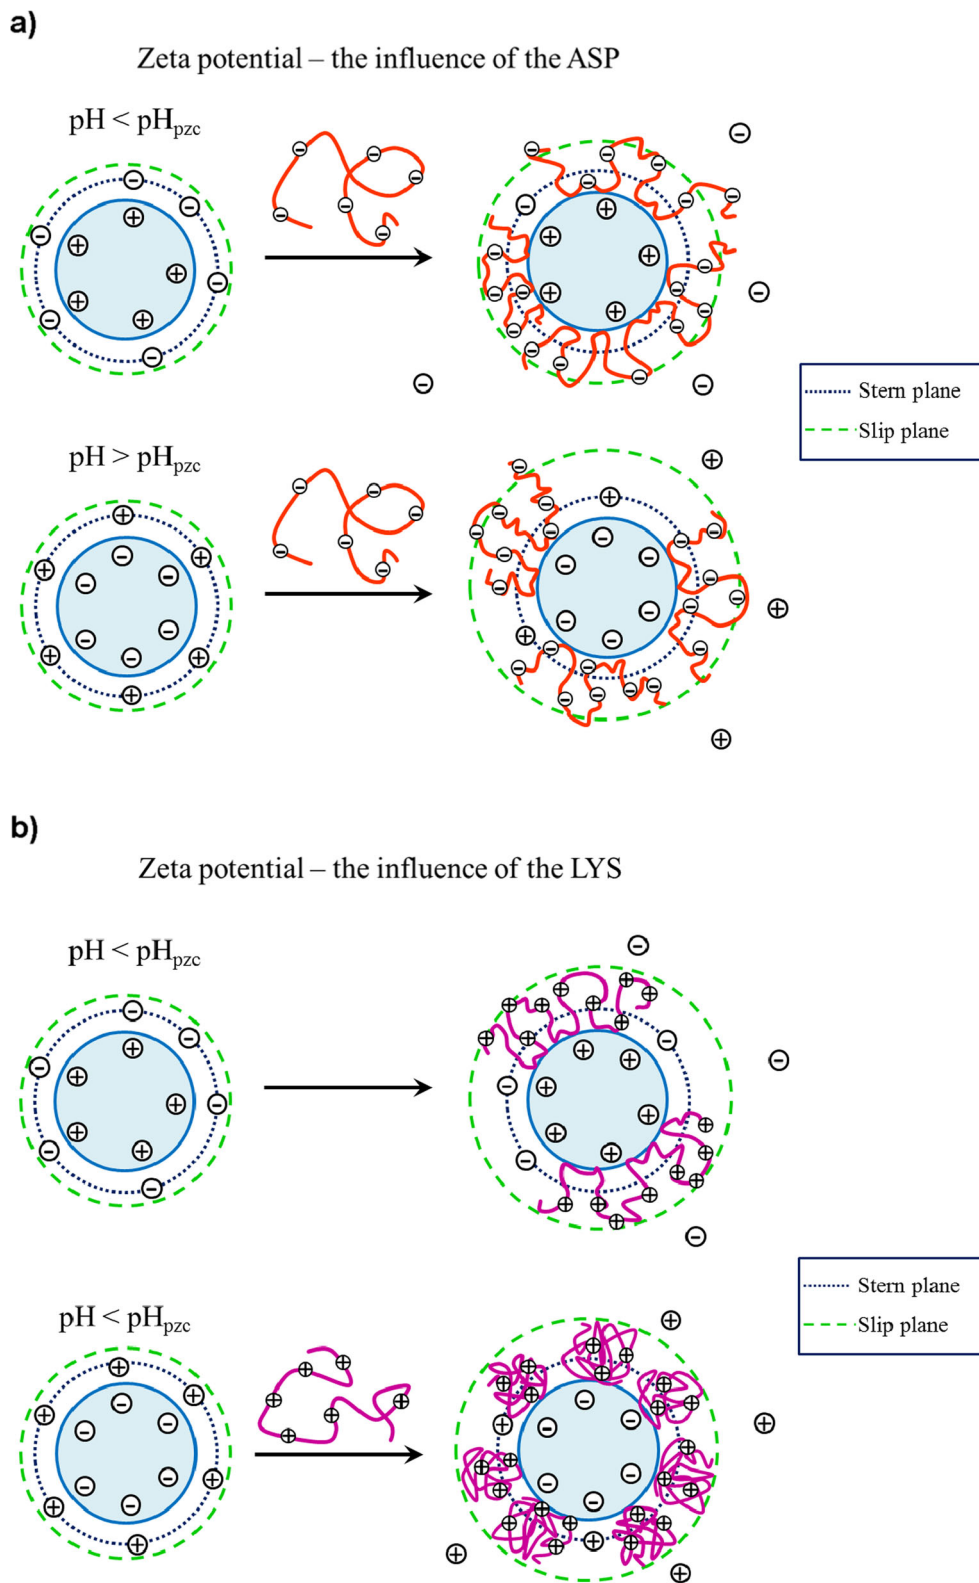 a)
Zeta potential – the influence of the ASP
pH < pHpzc
pH > pHpzc
Stern plane
Slip plane
b)
Zeta potential – the influence of the LYS
pH < pHpzc
pH < pHpzc
Stern plane
Slip plane